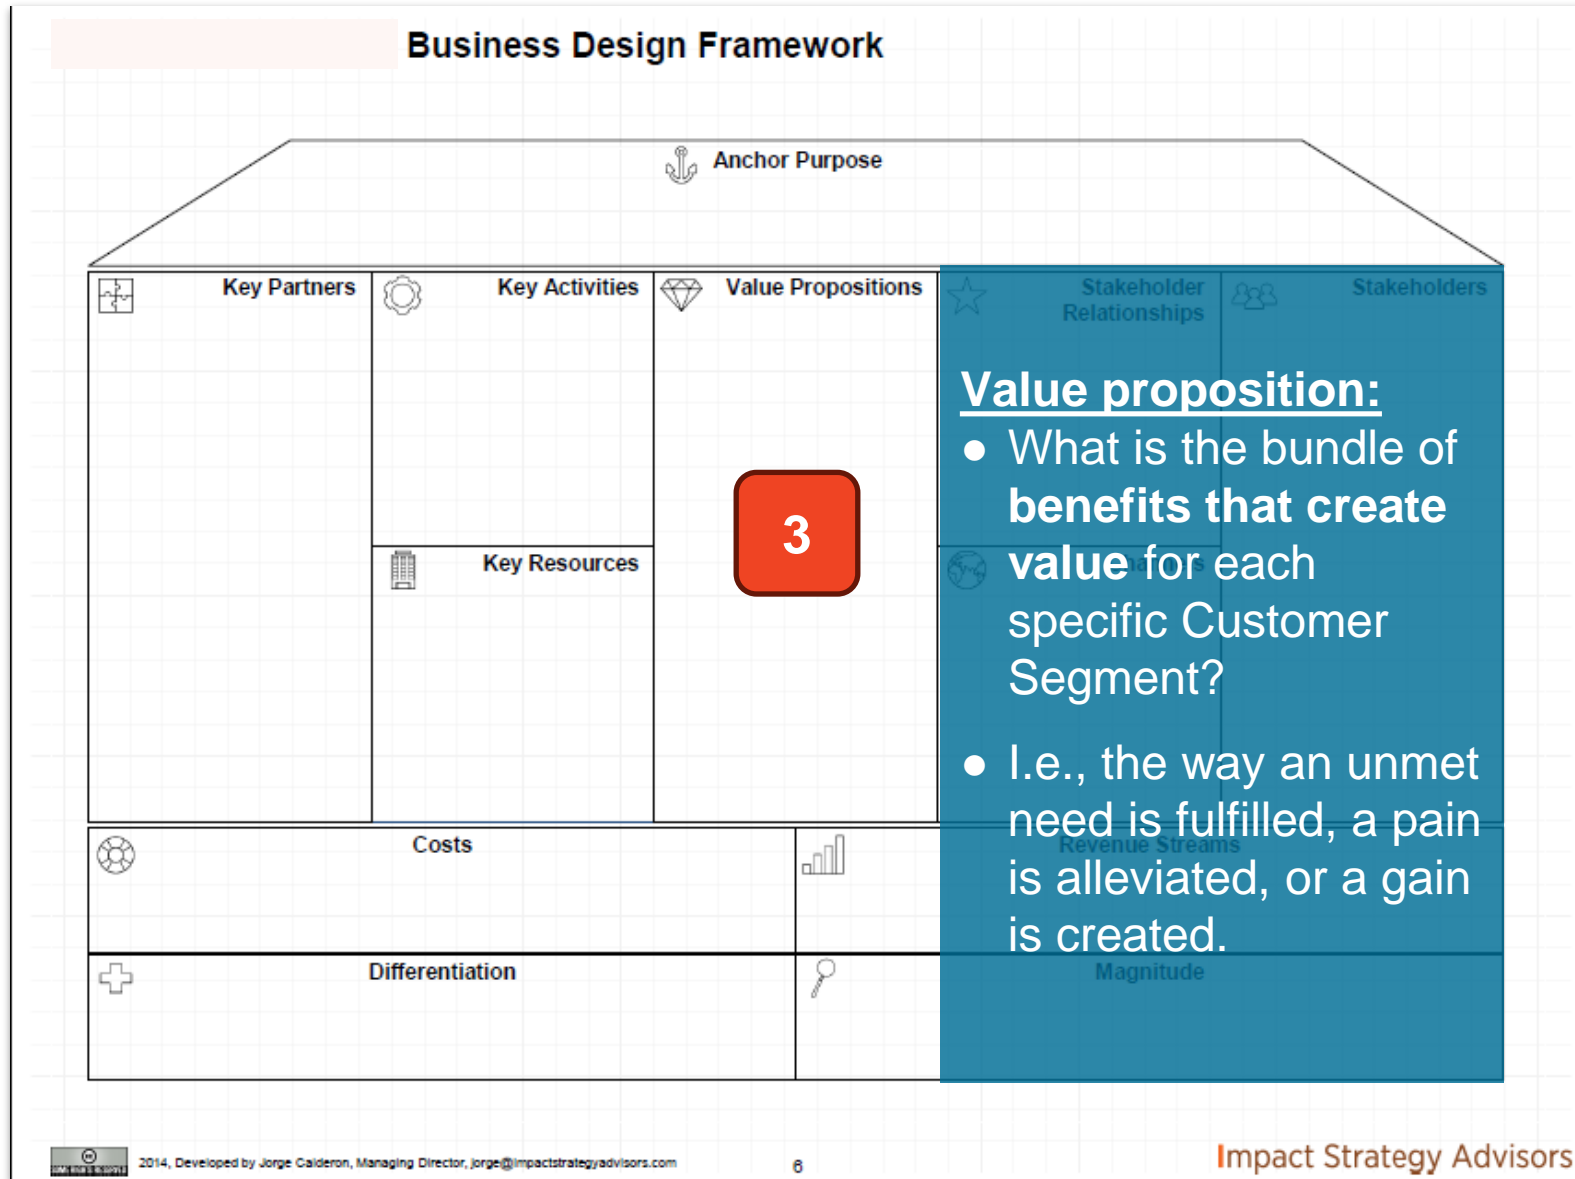 Business Design Framework
Anchor Purpose
Key Partners
Key Activities
Value Propositions
Stakeholder
Relationships
Stakeholders
Key Resources
3
Value proposition:
● What is the bundle of
benefits that create
value for each
specific Customer
Segment?
● I.e., the way an unmet
need is fulfilled, a pain
is alleviated, or a gain
is created.
Costs
Revenue Streams
Differentiation
Magnitude
2014, Developed by Jorge Calderon, Managing Director, jorge@impactstrategyadvisors.com
6
Impact Strategy Advisors